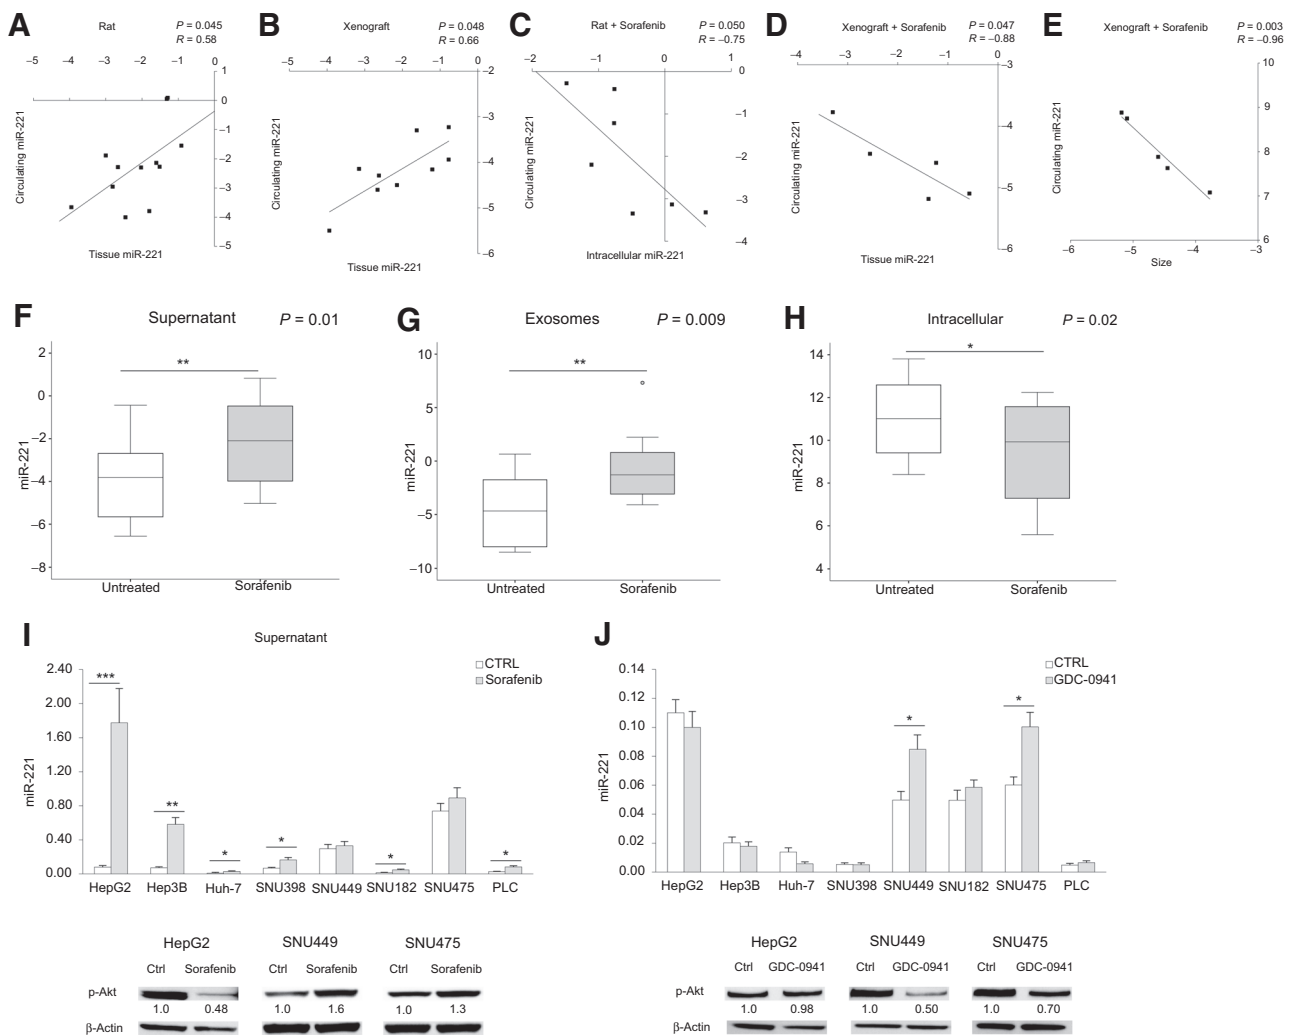 A
Rat
P = 0.045
R = 0.58
−5 −4 −3 −2 −1 0
1
0
−1
−2
−3
−4
−5
Circulating miR-221
Tissue miR-221
B
Xenograft
P = 0.048
R = 0.66
−5 −4 −3 −2 −1 0
−2
−3
−4
−5
−6
Circulating miR-221
Tissue miR-221
C
Rat + Sorafenib
P = 0.050
R = −0.75
−2 −1 0 1
0
−1
−2
−3
−4
Circulating miR-221
Intracellular miR-221
D
Xenograft + Sorafenib
P = 0.047
R = −0.88
−4 −3 −2 −1 0
−3
−4
−5
−6
Circulating miR-221
Tissue miR-221
E
Xenograft + Sorafenib
P = 0.003
R = −0.96
10
9
8
7
6
−6 −5 −4 −3
Circulating miR-221
Size
F
Supernatant
P = 0.01
**
2
0
−2
−4
−6
−8
miR-221
Untreated Sorafenib
G
Exosomes
P = 0.009
**
10
5
0
−5
−10
miR-221
Untreated Sorafenib
H
Intracellular
P = 0.02
*
14
12
10
8
6
4
miR-221
Untreated Sorafenib
I
Supernatant
CTRL
Sorafenib
2.40
2.00
1.60
1.20
0.80
0.40
0.00
miR-221
*** ** * * * *
HepG2 Hep3B Huh-7 SNU398 SNU449 SNU182 SNU475 PLC
HepG2 SNU449 SNU475
Ctrl Sorafenib Ctrl Sorafenib Ctrl Sorafenib
p-Akt
1.0 0.48 1.0 1.6 1.0 1.3
β-Actin
J
CTRL
GDC-0941
0.14
0.12
0.10
0.08
0.06
0.04
0.02
0.00
miR-221
* *
HepG2 Hep3B Huh-7 SNU398 SNU449 SNU182 SNU475 PLC
HepG2 SNU449 SNU475
Ctrl GDC-0941 Ctrl GDC-0941 Ctrl GDC-0941
p-Akt
1.0 0.98 1.0 0.50 1.0 0.70
β-Actin